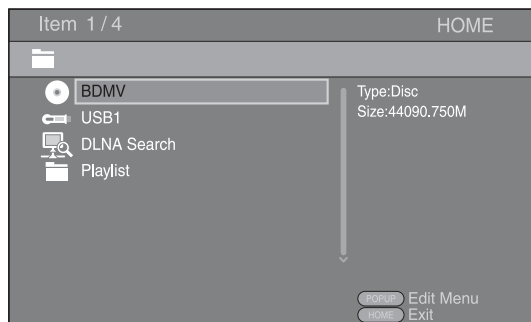 Item 1/4 HOME
BDMV
USB1
DLNA Search
Playlist
Type:Disc
Size:44090.750M
POPUP Edit Menu
HOME Exit